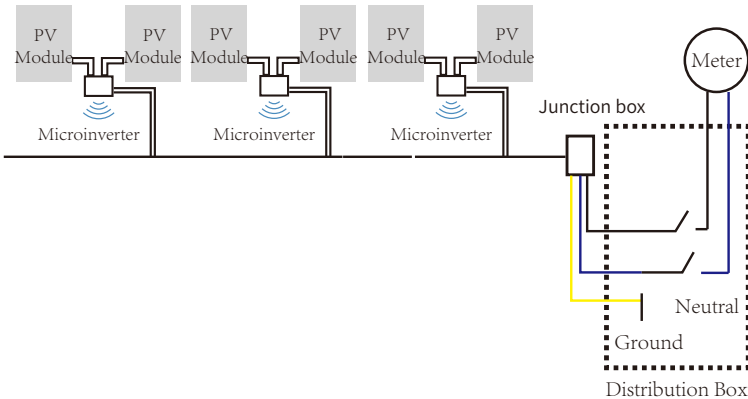 PV
Module
PV
Module
PV
Module
PV
Module
PV
Module
PV
Module
Meter
Junction box
Microinverter
Microinverter
Microinverter
Neutral
Ground
Distribution Box